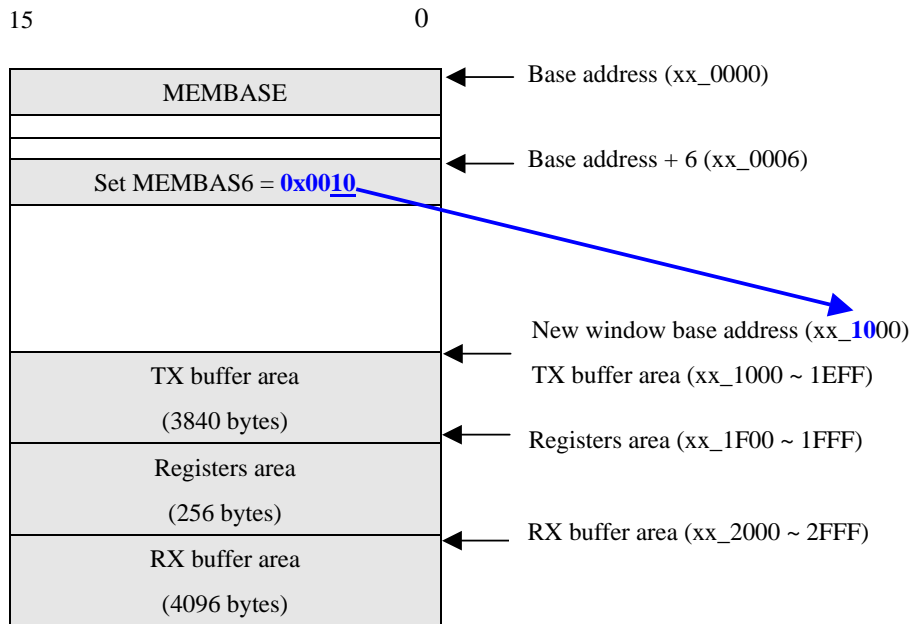 15 0
Base address (xx_0000)
MEMBASE
Base address + 6 (xx_0006)
Set MEMBAS6 = 0x0010
New window base address (xx_1000)
TX buffer area
TX buffer area (xx_1000 ~ 1EFF)
(3840 bytes)
Registers area (xx_1F00 ~ 1FFF)
Registers area
(256 bytes)
RX buffer area (xx_2000 ~ 2FFF)
RX buffer area
(4096 bytes)